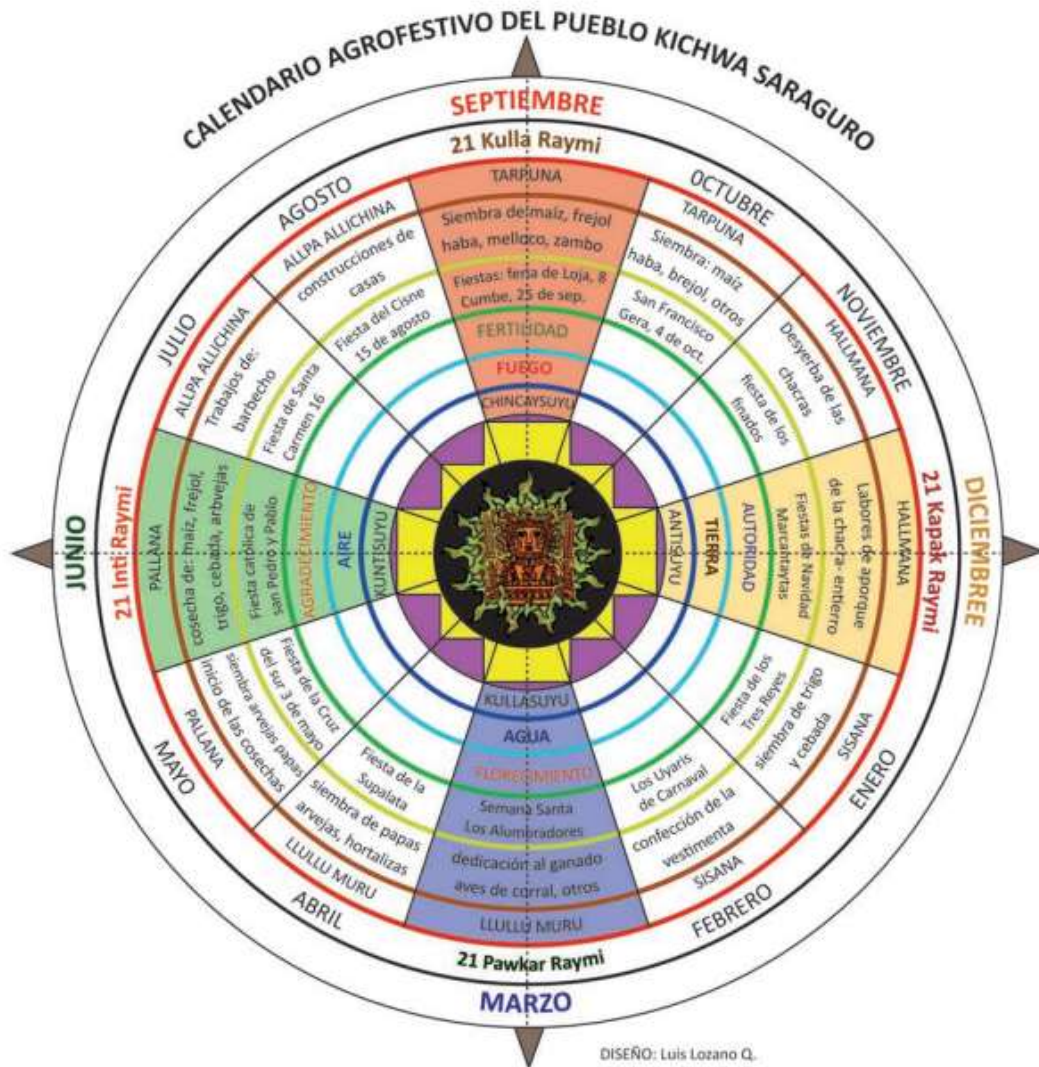 CALENDARIO AGROFESTIVO DEL PUEBLO KICHWA SARAGURO
SEPTIEMBRE
21 Kulla Raymi
TARPUNA
Siembra de maíz, frejol
haba, melloco, zambo
Fiestas: feria de Loja, 8
Cumbe, 25 de sep.
FERTILIDAD
FUEGO
CHINCAYSUYU
OCTUBRE
TARPUNA
Siembra: maíz
haba, brejol, otros
San Francisco
Gera, 4 de oct.
NOVIEMBRE
HALLMANA
Desyerba de las
chacras
fiesta de los
finados
DICIEMBREE
21 Kapak Raymi
HALLMANA
Labores de aporque
de la chacra- entierro
Fiestas de Navidad
Marcantaytas
AUTORIDAD
TIERRA
ANTISUYU
ENERO
SISANA
siembra de trigo
y cebada
Fiesta de los
Tres Reyes
FEBRERO
SISANA
confección de la
vestimenta
Los Uyaris
de Carnaval
KULLASUYU
AGUA
FLORECIMIENTO
Semana Santa
Los Alumbradores
dedicación al ganado
aves de corral, otros
LLULLU MURU
21 Pawkar Raymi
MARZO
ABRIL
LLULLU MURU
siembra de papas
arvejas, hortalizas
Fiesta de la
Supalata
MAYO
PALLANA
inicio de las cosechas
siembra arvejas papas
Fiesta de la Cruz
del sur 3 de mayo
JUNIO
21 Inti Raymi
PALLANA
cosecha de: maíz, frejol,
trigo, cebada, arbvejas
Fiesta catolica de
san Pedro y Pablo
AGRADECIMIENTO
AIRE
KUNTISUYU
JULIO
ALLPA ALLICHINA
Trabajos de:
barbecho
Fiesta de Santa
Carmen 16
AGOSTO
ALLPA ALLICHINA
construcciones de
casas
Fiesta del Cisne
15 de agosto
DISEÑO: Luis Lozano Q.